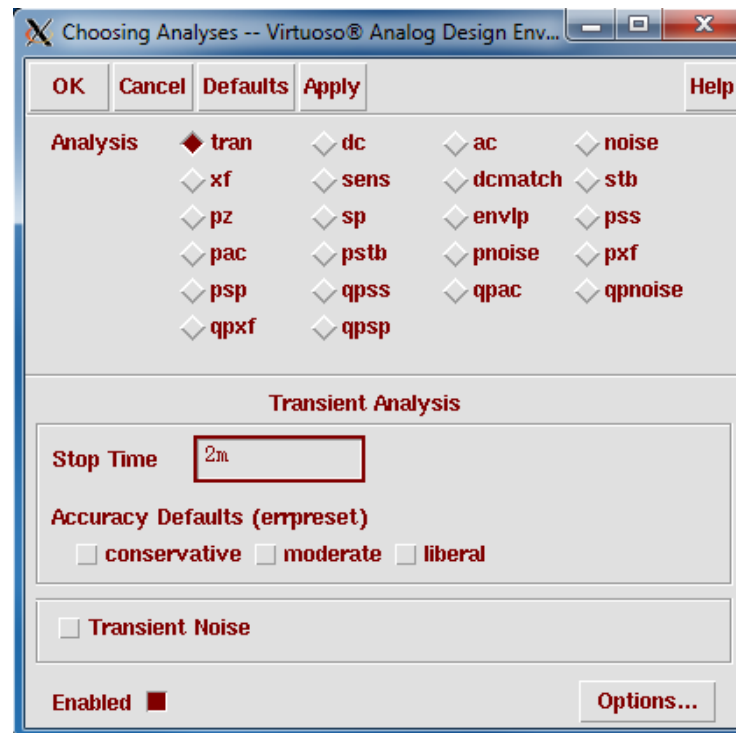 Choosing Analyses -- Virtuoso® Analog Design Env...
OK Cancel Defaults Apply Help
Analysis tran dc ac noise
xf sens dcmatch stb
pz sp envlp pss
pac pstb pnoise pxf
psp qpss qpac qpnoise
qpxf qpsp
Transient Analysis
Stop Time 2m
Accuracy Defaults (errpreset)
conservative moderate liberal
Transient Noise
Enabled Options...